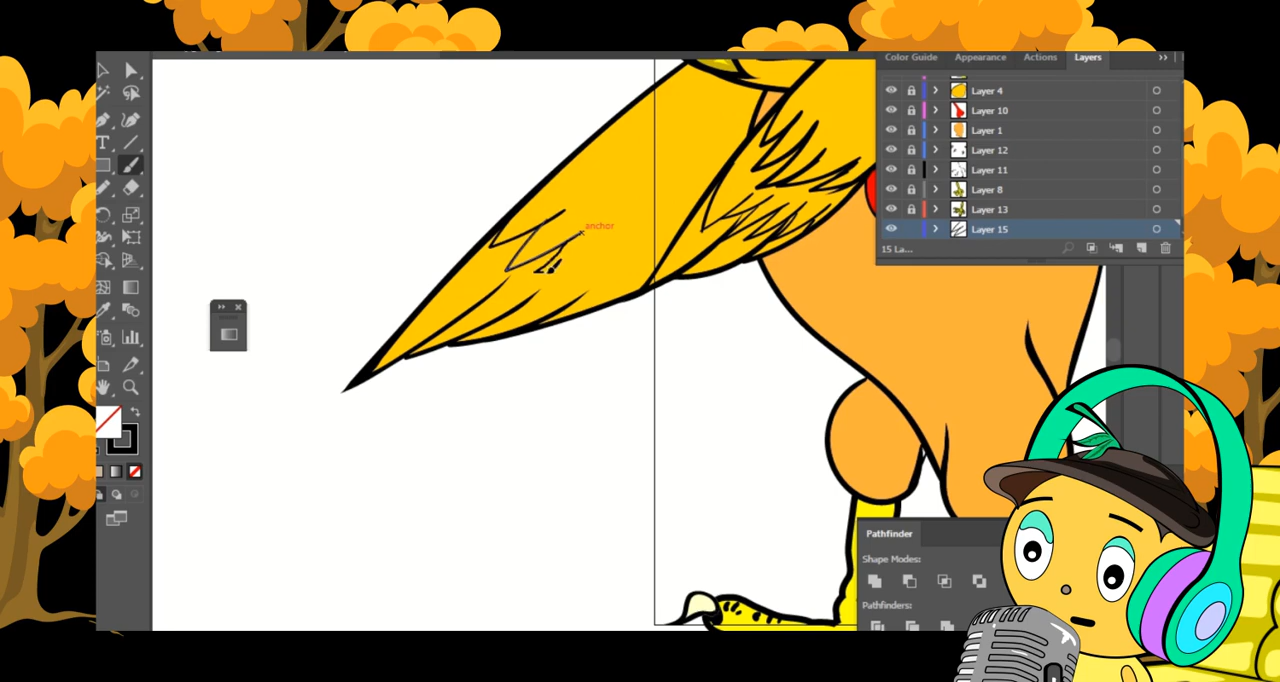 Color Guide Appearance Actions Layers
Layer 4
Layer 10
Layer 1
Layer 12
Layer 11
Layer 8
Layer 13
Layer 15
15 La...
anchor
Pathfinder
Shape Modes:
Pathfinders: